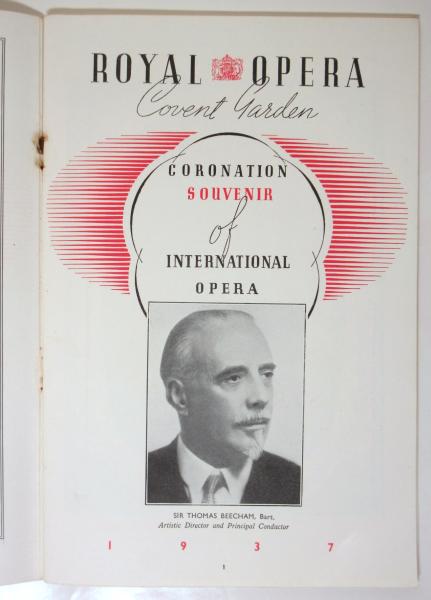 ROYAL OPERA
Covent Garden
CORONATION
SOUVENIR
of
INTERNATIONAL
OPERA
SIR THOMAS BEECHAM, Bart,
Artistic Director and Principal Conductor
1 9 3 7
1